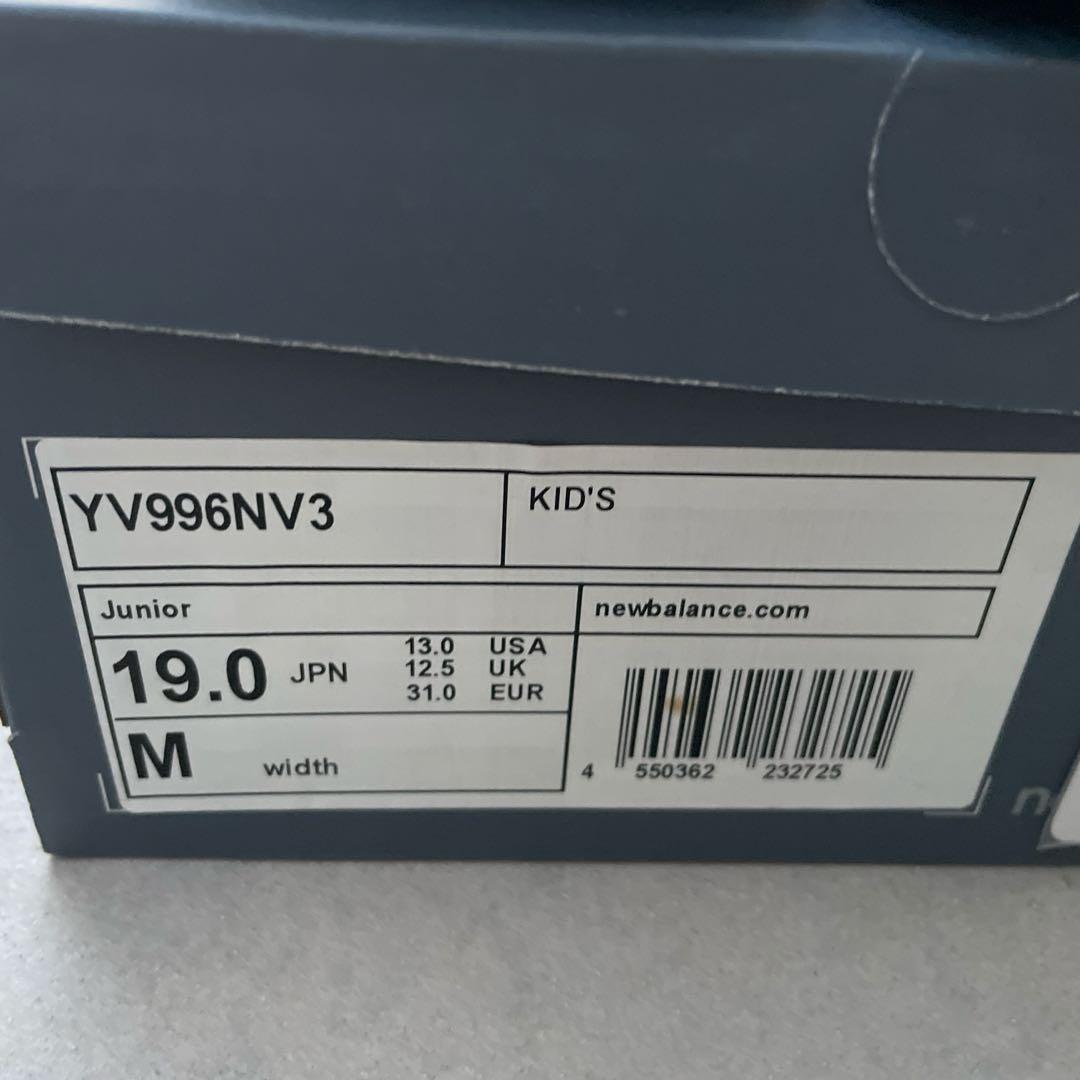 YV996NV3
KID'S
Junior
newbalance.com
19.0 JPN
13.0 USA
12.5 UK
31.0 EUR
M width
4 550362 232725